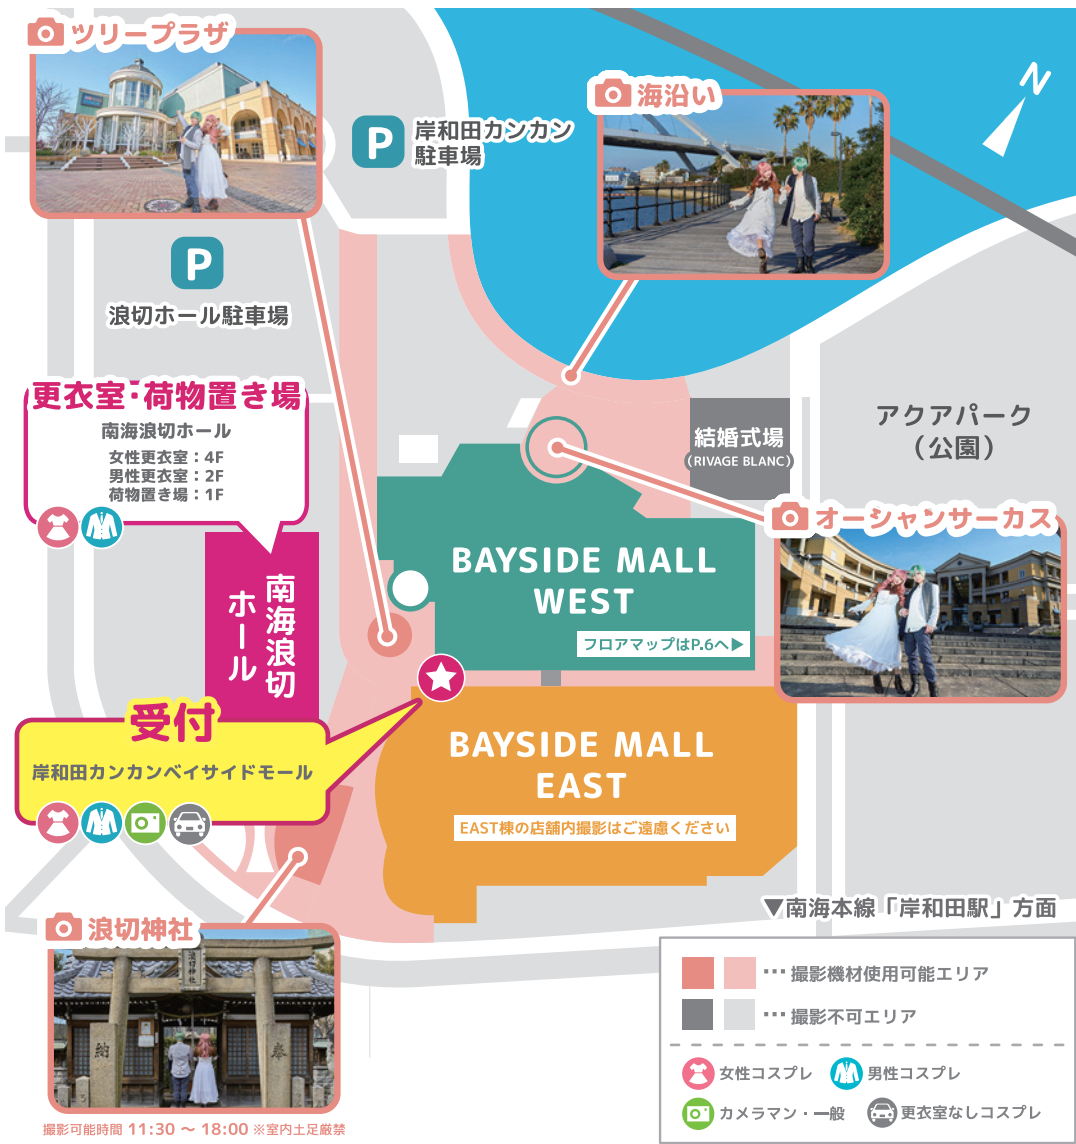 ツリープラザ
海沿い
N
P
岸和田カンカン
駐車場
P
浪切ホール駐車場
更衣室・荷物置き場
南海浪切ホール
女性更衣室：4F
男性更衣室：2F
荷物置き場：1F
結婚式場
(RIVAGE BLANC)
アクアパーク
（公園）
オーシャンサーカス
BAYSIDE MALL
WEST
フロアマップはP.6へ▶
南海浪切
ホール
受付
岸和田カンカンベイサイドモール
BAYSIDE MALL
EAST
EAST棟の店舗内撮影はご遠慮ください
▼南海本線「岸和田駅」方面
浪切神社
浪切神社
納
奉
撮影可能時間 11:30 〜 18:00 ※室内土足厳禁
…撮影機材使用可能エリア
…撮影不可エリア
女性コスプレ
男性コスプレ
カメラマン・一般
更衣室なしコスプレ